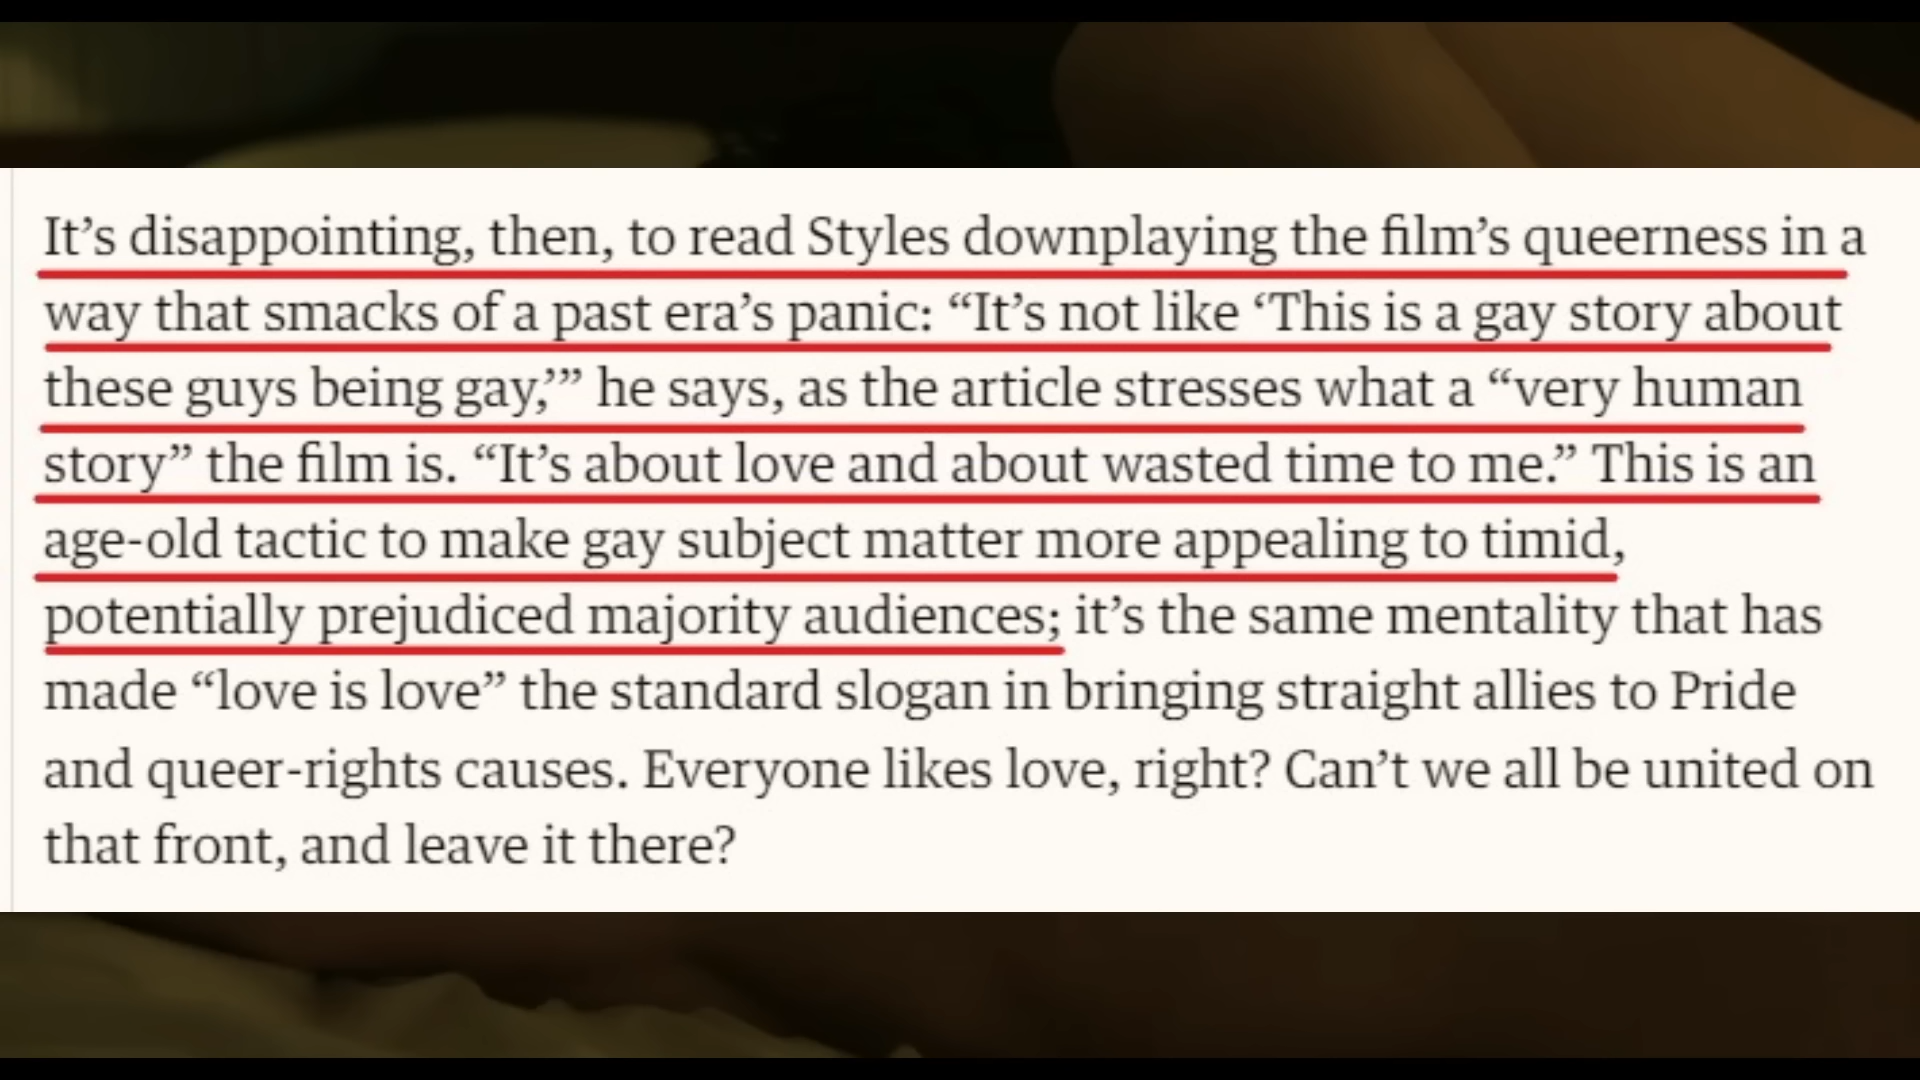 It’s disappointing, then, to read Styles downplaying the film’s queerness in a
way that smacks of a past era’s panic: “It’s not like ‘This is a gay story about
these guys being gay,’” he says, as the article stresses what a “very human
story” the film is. “It’s about love and about wasted time to me.” This is an
age-old tactic to make gay subject matter more appealing to timid,
potentially prejudiced majority audiences; it’s the same mentality that has
made “love is love” the standard slogan in bringing straight allies to Pride
and queer-rights causes. Everyone likes love, right? Can’t we all be united on
that front, and leave it there?